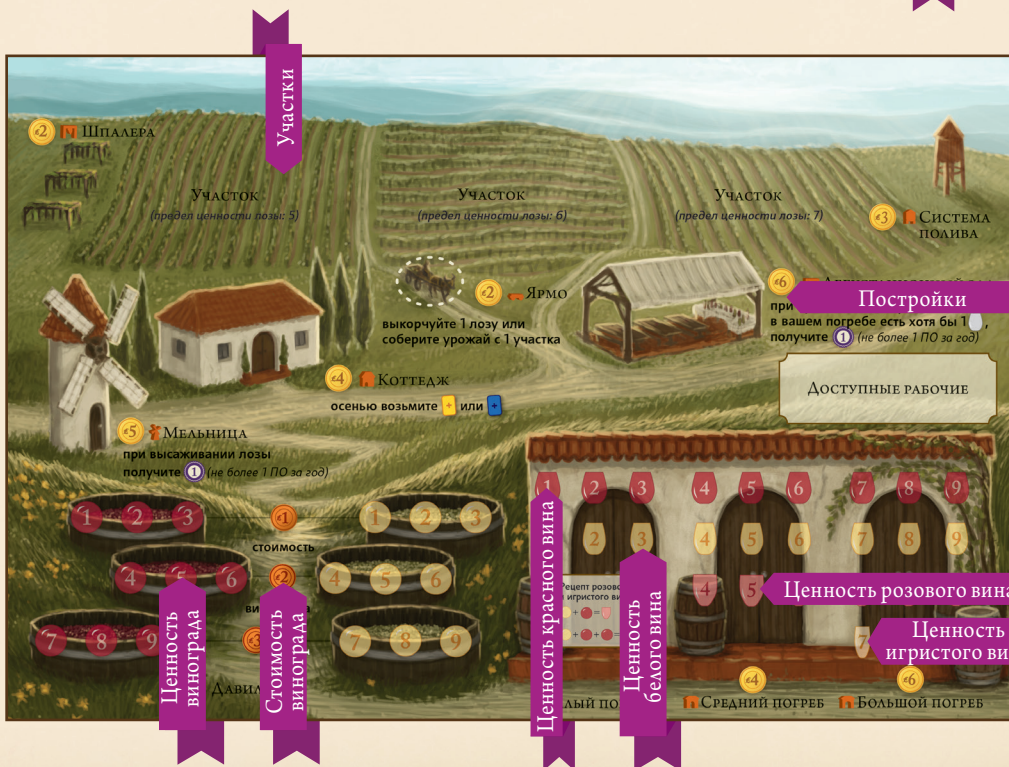 Участки
2 Шпалера
Участок
(предел ценности лозы: 5)
Участок
(предел ценности лозы: 6)
Участок
(предел ценности лозы: 7)
3 Система
полива
2 Ярмо
выкорчуйте 1 лозу или
соберите урожай с 1 участка
6
Постройки
при
в вашем погребе есть хотя бы 1 ,
получите 1 (не более 1 ПО за год)
Доступные рабочие
4 Коттедж
осенью возьмите + или +
5 Мельница
при высаживании лозы
получите 1 (не более 1 ПО за год)
1 2 3 1 1 2 3
стоимость
4 5 6 2 4 5 6
7 8 9 3 7 8 9
Ценность
винограда
Стоимость
винограда
1 2 3 4 5 6 7 8 9
2 3 4 5 6 7 8 9
4 5
7
Ценность красного вина
Ценность
белого вина
Ценность розового вина
Ценность
игристого ви
+ =
+ + =
4 Средний погреб
6 Большой погреб